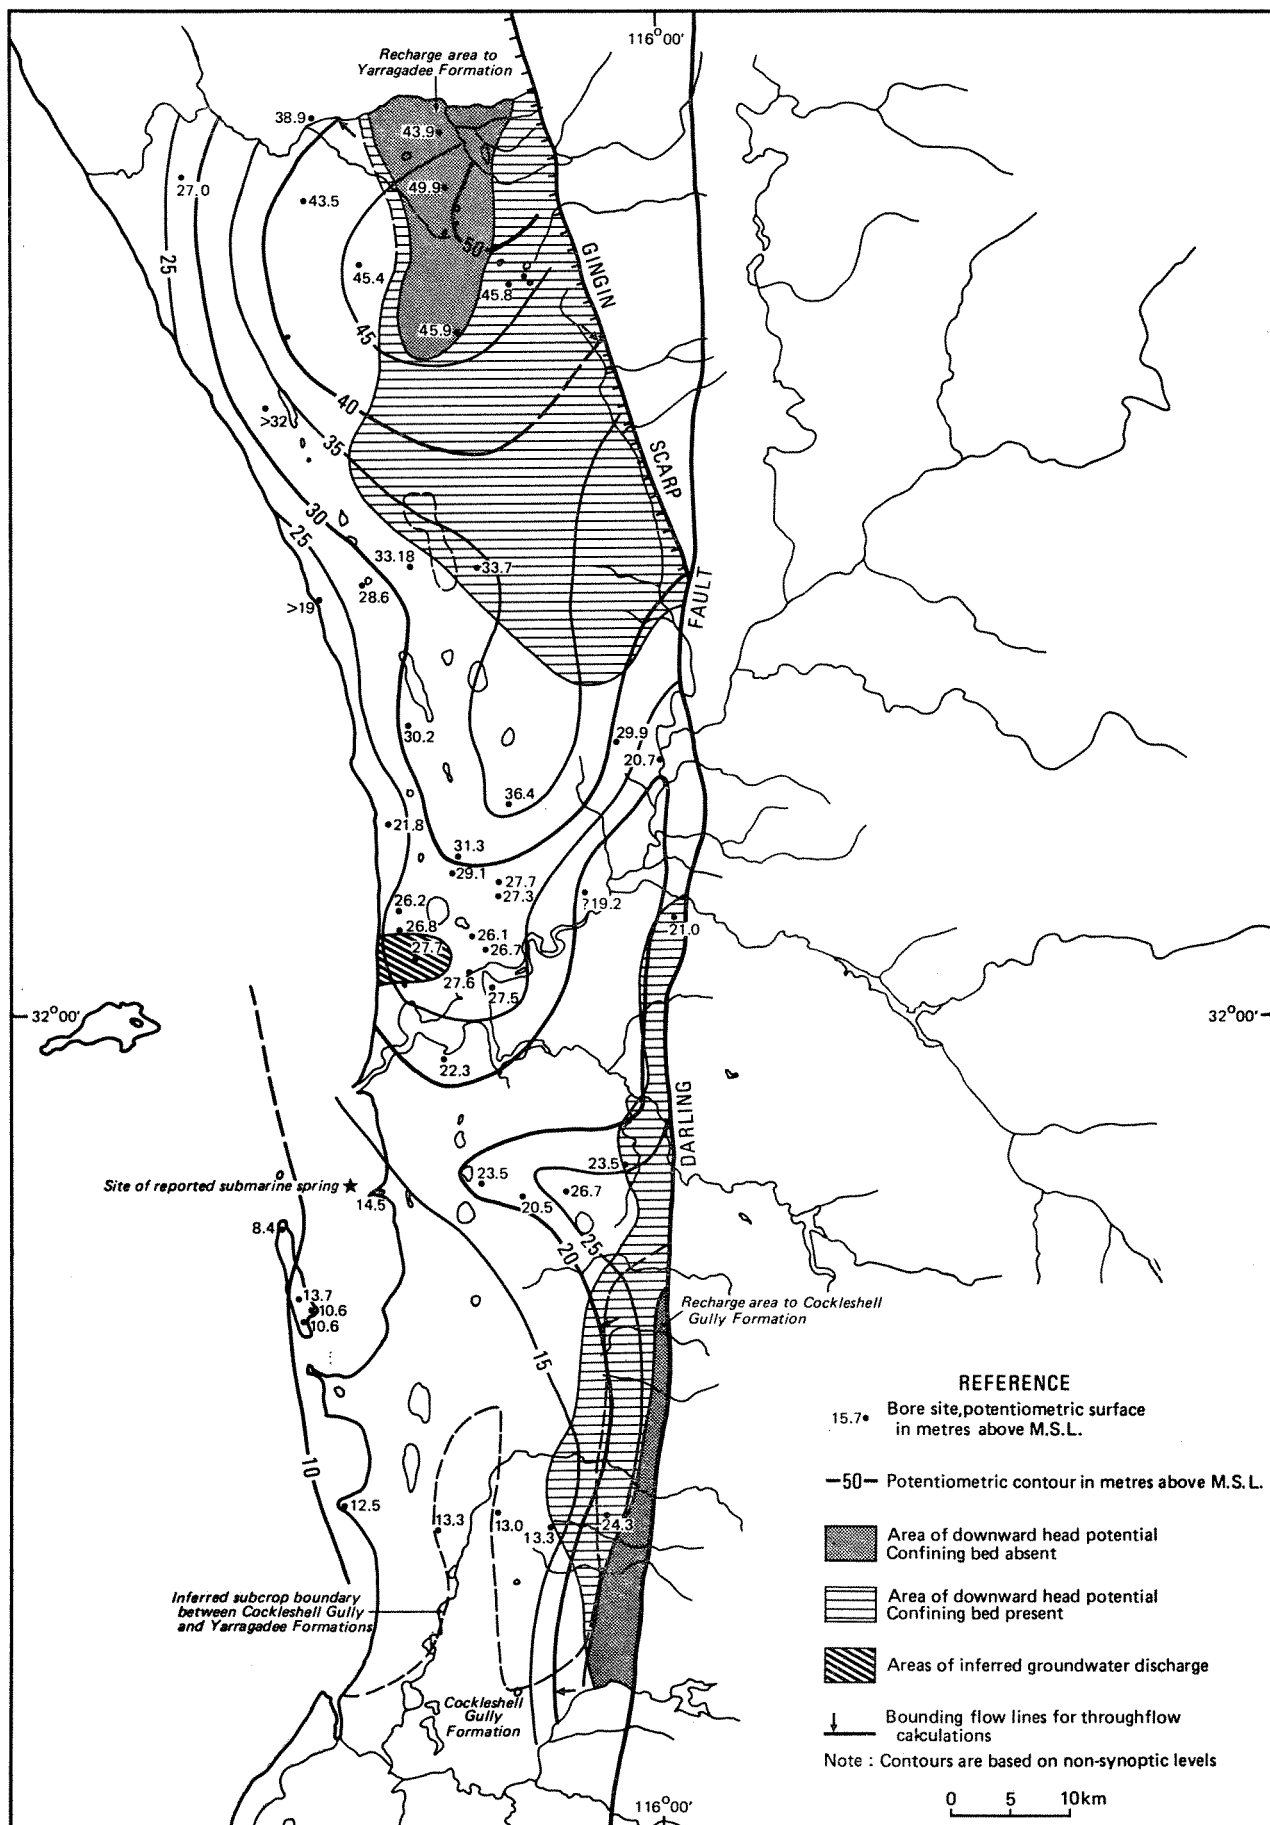 116°00'
Recharge area to
Yarragadee Formation
38.9
43.9
27.0
49.9
43.5
50
GINGIN
25
45.4
45.8
45
45.9
40
>32
35
SCARP
30
25
33.18
33.7
28.6
>19
FAULT
30.2
29.9
20.7
36.4
21.8
31.3
29.1
27.7
27.3
26.2
?19.2
26.8
26.1
21.0
27.7
26.7
27.6
27.5
32°00'
32°00'
22.3
DARLING
23.5
Site of reported submarine spring
23.5
26.7
14.5
20.5
8.4
20
25
13.7
10.6
10.6
Recharge area to Cockleshell
Gully Formation
15
REFERENCE
15.7
Bore site, potentiometric surface
in metres above M.S.L.
10
50
Potentiometric contour in metres above M.S.L.
12.5
13.3
13.0
13.3
24.3
Area of downward head potential
Confining bed absent
Inferred subcrop boundary
between Cockleshell Gully
and Yarragadee Formations
Area of downward head potential
Confining bed present
Areas of inferred groundwater discharge
Cockleshell
Gully
Formation
Bounding flow lines for throughflow
calculations
Note : Contours are based on non-synoptic levels
116°00'
0 5 10km